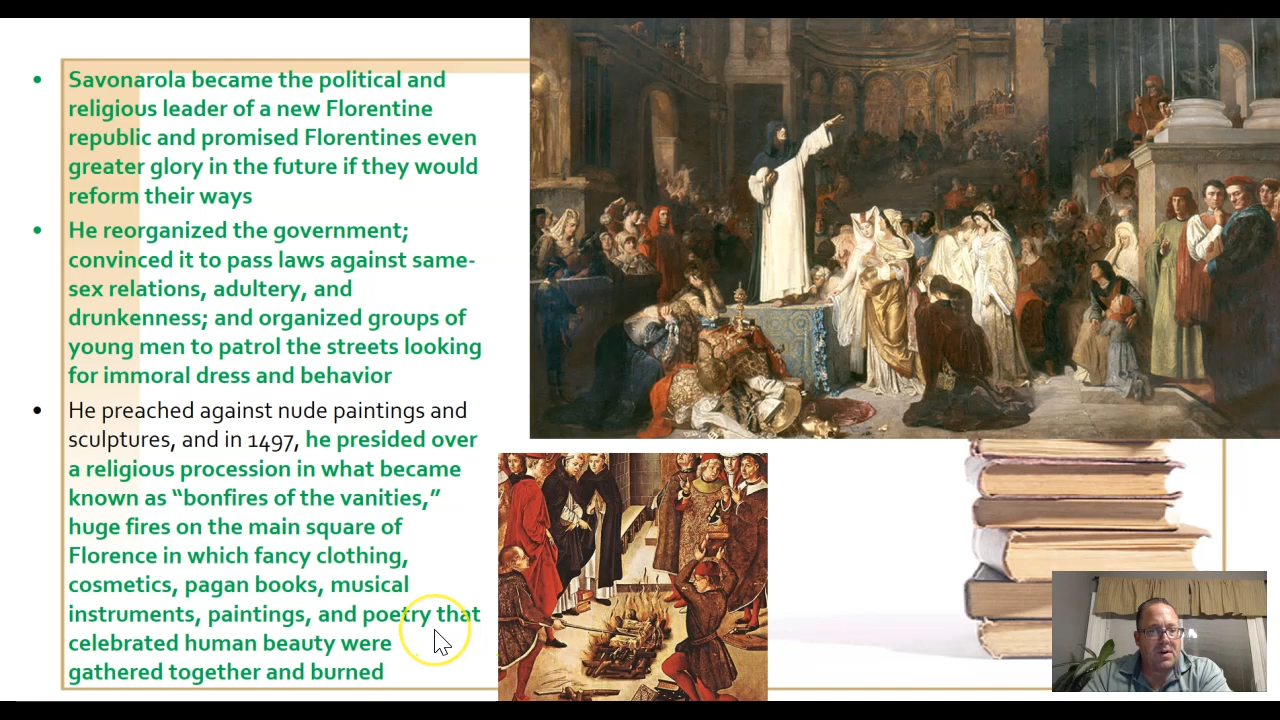 • Savonarola became the political and
religious leader of a new Florentine
republic and promised Florentines even
greater glory in the future if they would
reform their ways
• He reorganized the government;
convinced it to pass laws against same-
sex relations, adultery, and
drunkenness; and organized groups of
young men to patrol the streets looking
for immoral dress and behavior
• He preached against nude paintings and
sculptures, and in 1497, he presided over
a religious procession in what became
known as “bonfires of the vanities,”
huge fires on the main square of
Florence in which fancy clothing,
cosmetics, pagan books, musical
instruments, paintings, and poetry that
celebrated human beauty were
gathered together and burned